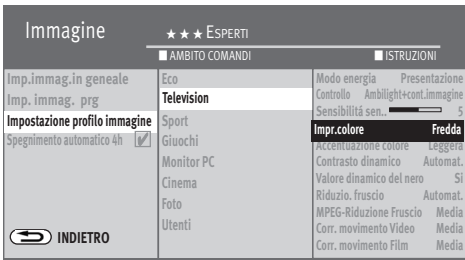 Immagine
★ ★ ★ ESPERTI
AMBITO COMANDI
ISTRUZIONI
Imp.immag.in geneale
Imp. immag. prg
Impostazione profilo immagine
Spegnimento automatico 4h
INDIETRO
Eco
Television
Sport
Giuochi
Monitor PC
Cinema
Foto
Utenti
Modo energia Presentazione
Controllo Ambilight+cont.immagine
Sensibilitá sen.. 5
Impr.colore Fredda
Accentuazione colore Leggera
Contrasto dinamico Automat.
Valore dinamico del nero Si
Riduzio. fruscio Automat.
MPEG-Riduzione Fruscio Media
Corr. movimento Video Media
Corr. movimento Film Media